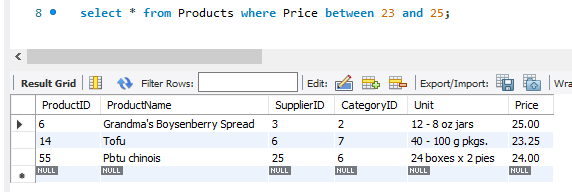 8 select * from Products where Price between 23 and 25;
Result Grid Filter Rows: Edit: Export/Import: Wra
ProductID ProductName SupplierID CategoryID Unit Price
6 Grandma's Boysenberry Spread 3 2 12 - 8 oz jars 25.00
14 Tofu 6 7 40 - 100 g pkgs. 23.25
55 Pbtu chinois 25 6 24 boxes x 2 pies 24.00
NULL NULL NULL NULL NULL NULL